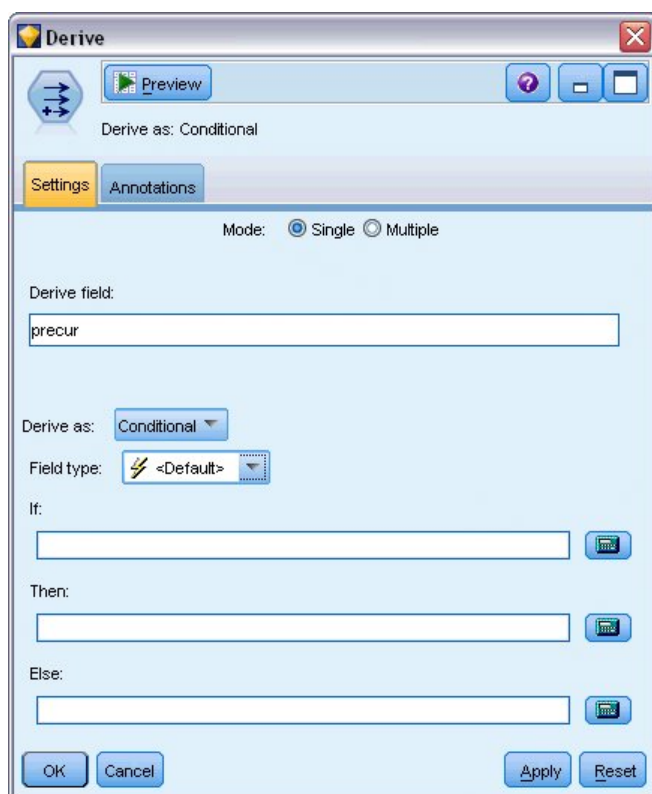 Derive
Preview
Derive as: Conditional
Settings Annotations
Mode: Single Multiple
Derive field:
precur
Derive as: Conditional
Field type: <Default>
If:
Then:
Else:
OK Cancel Apply Reset